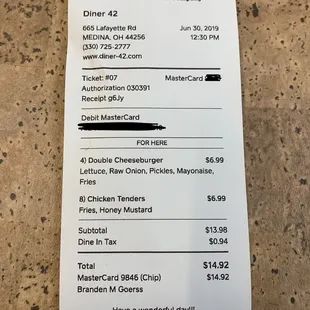 Diner 42
665 Lafayette Rd Jun 30, 2019
MEDINA, OH 44256 12:30 PM
(330) 725-2777
www.diner-42.com
Ticket: #07 MasterCard
Authorization 030391
Receipt g6Jy
Debit MasterCard
FOR HERE
4) Double Cheeseburger $6.99
Lettuce, Raw Onion, Pickles, Mayonaise,
Fries
8) Chicken Tenders $6.99
Fries, Honey Mustard
Subtotal $13.98
Dine In Tax $0.94
Total $14.92
MasterCard 9846 (Chip) $14.92
Branden M Goerss
Have a wonderful day!!!